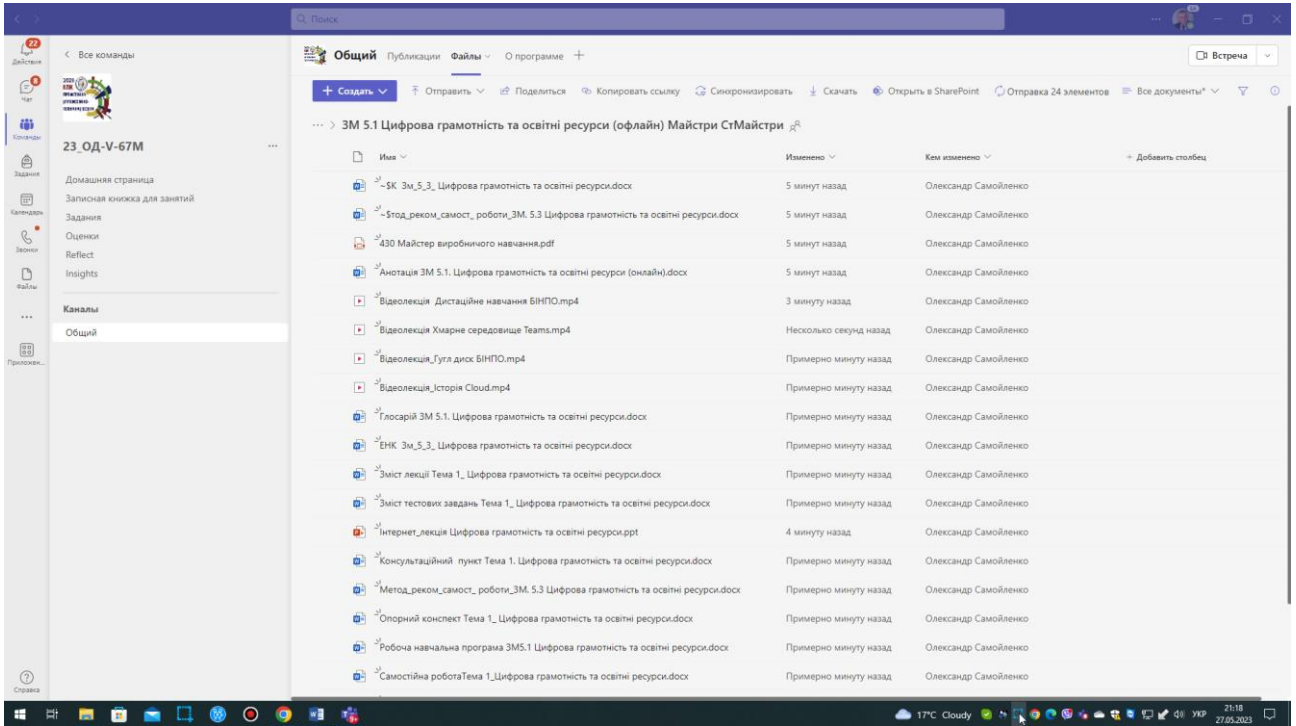 Поиск
22
Действия
Чат
Команды
Задания
Календарь
Звонки
Файлы
Приложен...
Справка
Все команды
23_ОД-V-67М
Домашняя страница
Записная книжка для занятий
Задания
Оценки
Reflect
Insights
Каналы
Общий
Общий Публикации Файлы О программе +
Встреча
+ Создать Отправить Поделиться Копировать ссылку Синхронизировать Скачать Открыть в SharePoint Отправка 24 элементов Все документы*
... > ЗМ 5.1 Цифрова грамотність та освітні ресурси (офлайн) Майстри СтМайстри
Имя Изменено Кем изменено + Добавить столбец
~$К Зм_5_3_ Цифрова грамотність та освітні ресурси.docx 5 минут назад Олександр Самойленко
~$тод_реком_самост_ роботи_ЗМ. 5.3 Цифрова грамотність та освітні ресурси.docx 5 минут назад Олександр Самойленко
430 Майстер виробничого навчання.pdf 5 минут назад Олександр Самойленко
Анотація ЗМ 5.1. Цифрова грамотність та освітні ресурси (онлайн).docx 5 минут назад Олександр Самойленко
Відеолекція Дистаційне навчання БІНПО.mp4 3 минуту назад Олександр Самойленко
Відеолекція Хмарне середовище Teams.mp4 Несколько секунд назад Олександр Самойленко
Відеолекція_Гугл диск БІНПО.mp4 Примерно минуту назад Олександр Самойленко
Відеолекція_Історія Cloud.mp4 Примерно минуту назад Олександр Самойленко
Глосарій ЗМ 5.1. Цифрова грамотність та освітні ресурси.docx Примерно минуту назад Олександр Самойленко
ЕНК Зм_5_3_ Цифрова грамотність та освітні ресурси.docx Примерно минуту назад Олександр Самойленко
Зміст лекції Тема 1_ Цифрова грамотність та освітні ресурси.docx Примерно минуту назад Олександр Самойленко
Зміст тестових завдань Тема 1_ Цифрова грамотність та освітні ресурси.docx Примерно минуту назад Олександр Самойленко
Інтернет_лекція Цифрова грамотність та освітні ресурси.ppt 4 минуту назад Олександр Самойленко
Консультаційний пункт Тема 1. Цифрова грамотність та освітні ресурси.docx Примерно минуту назад Олександр Самойленко
Метод_реком_самост_ роботи_ЗМ. 5.3 Цифрова грамотність та освітні ресурси.docx Примерно минуту назад Олександр Самойленко
Опорний конспект Тема 1_ Цифрова грамотність та освітні ресурси.docx Примерно минуту назад Олександр Самойленко
Робоча навчальна програма ЗМ5.1 Цифрова грамотність та освітні ресурси.docx Примерно минуту назад Олександр Самойленко
Самостійна роботаТема 1_Цифрова грамотність та освітні ресурси.docx Примерно минуту назад Олександр Самойленко
17°C Cloudy УКР 21:18
27.05.2023